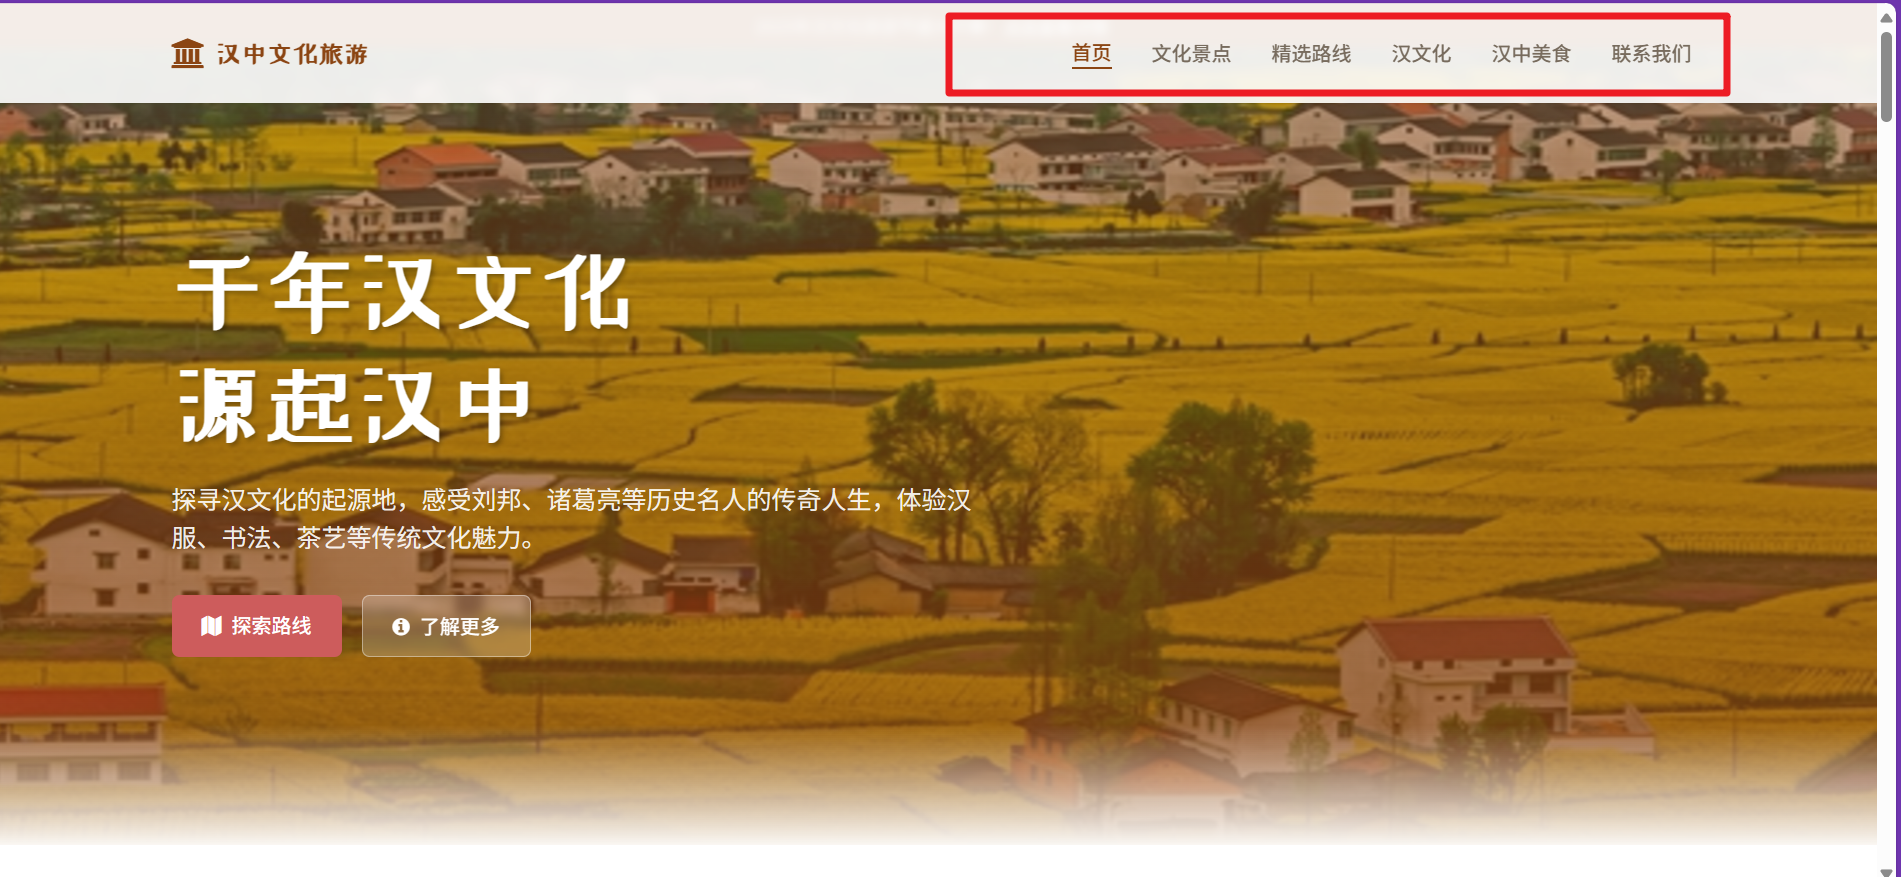 汉中文化旅游
首页 文化景点 精选路线 汉文化 汉中美食 联系我们
千年汉文化
源起汉中
探寻汉文化的起源地，感受刘邦、诸葛亮等历史名人的传奇人生，体验汉
服、书法、茶艺等传统文化魅力。
探索路线 了解更多